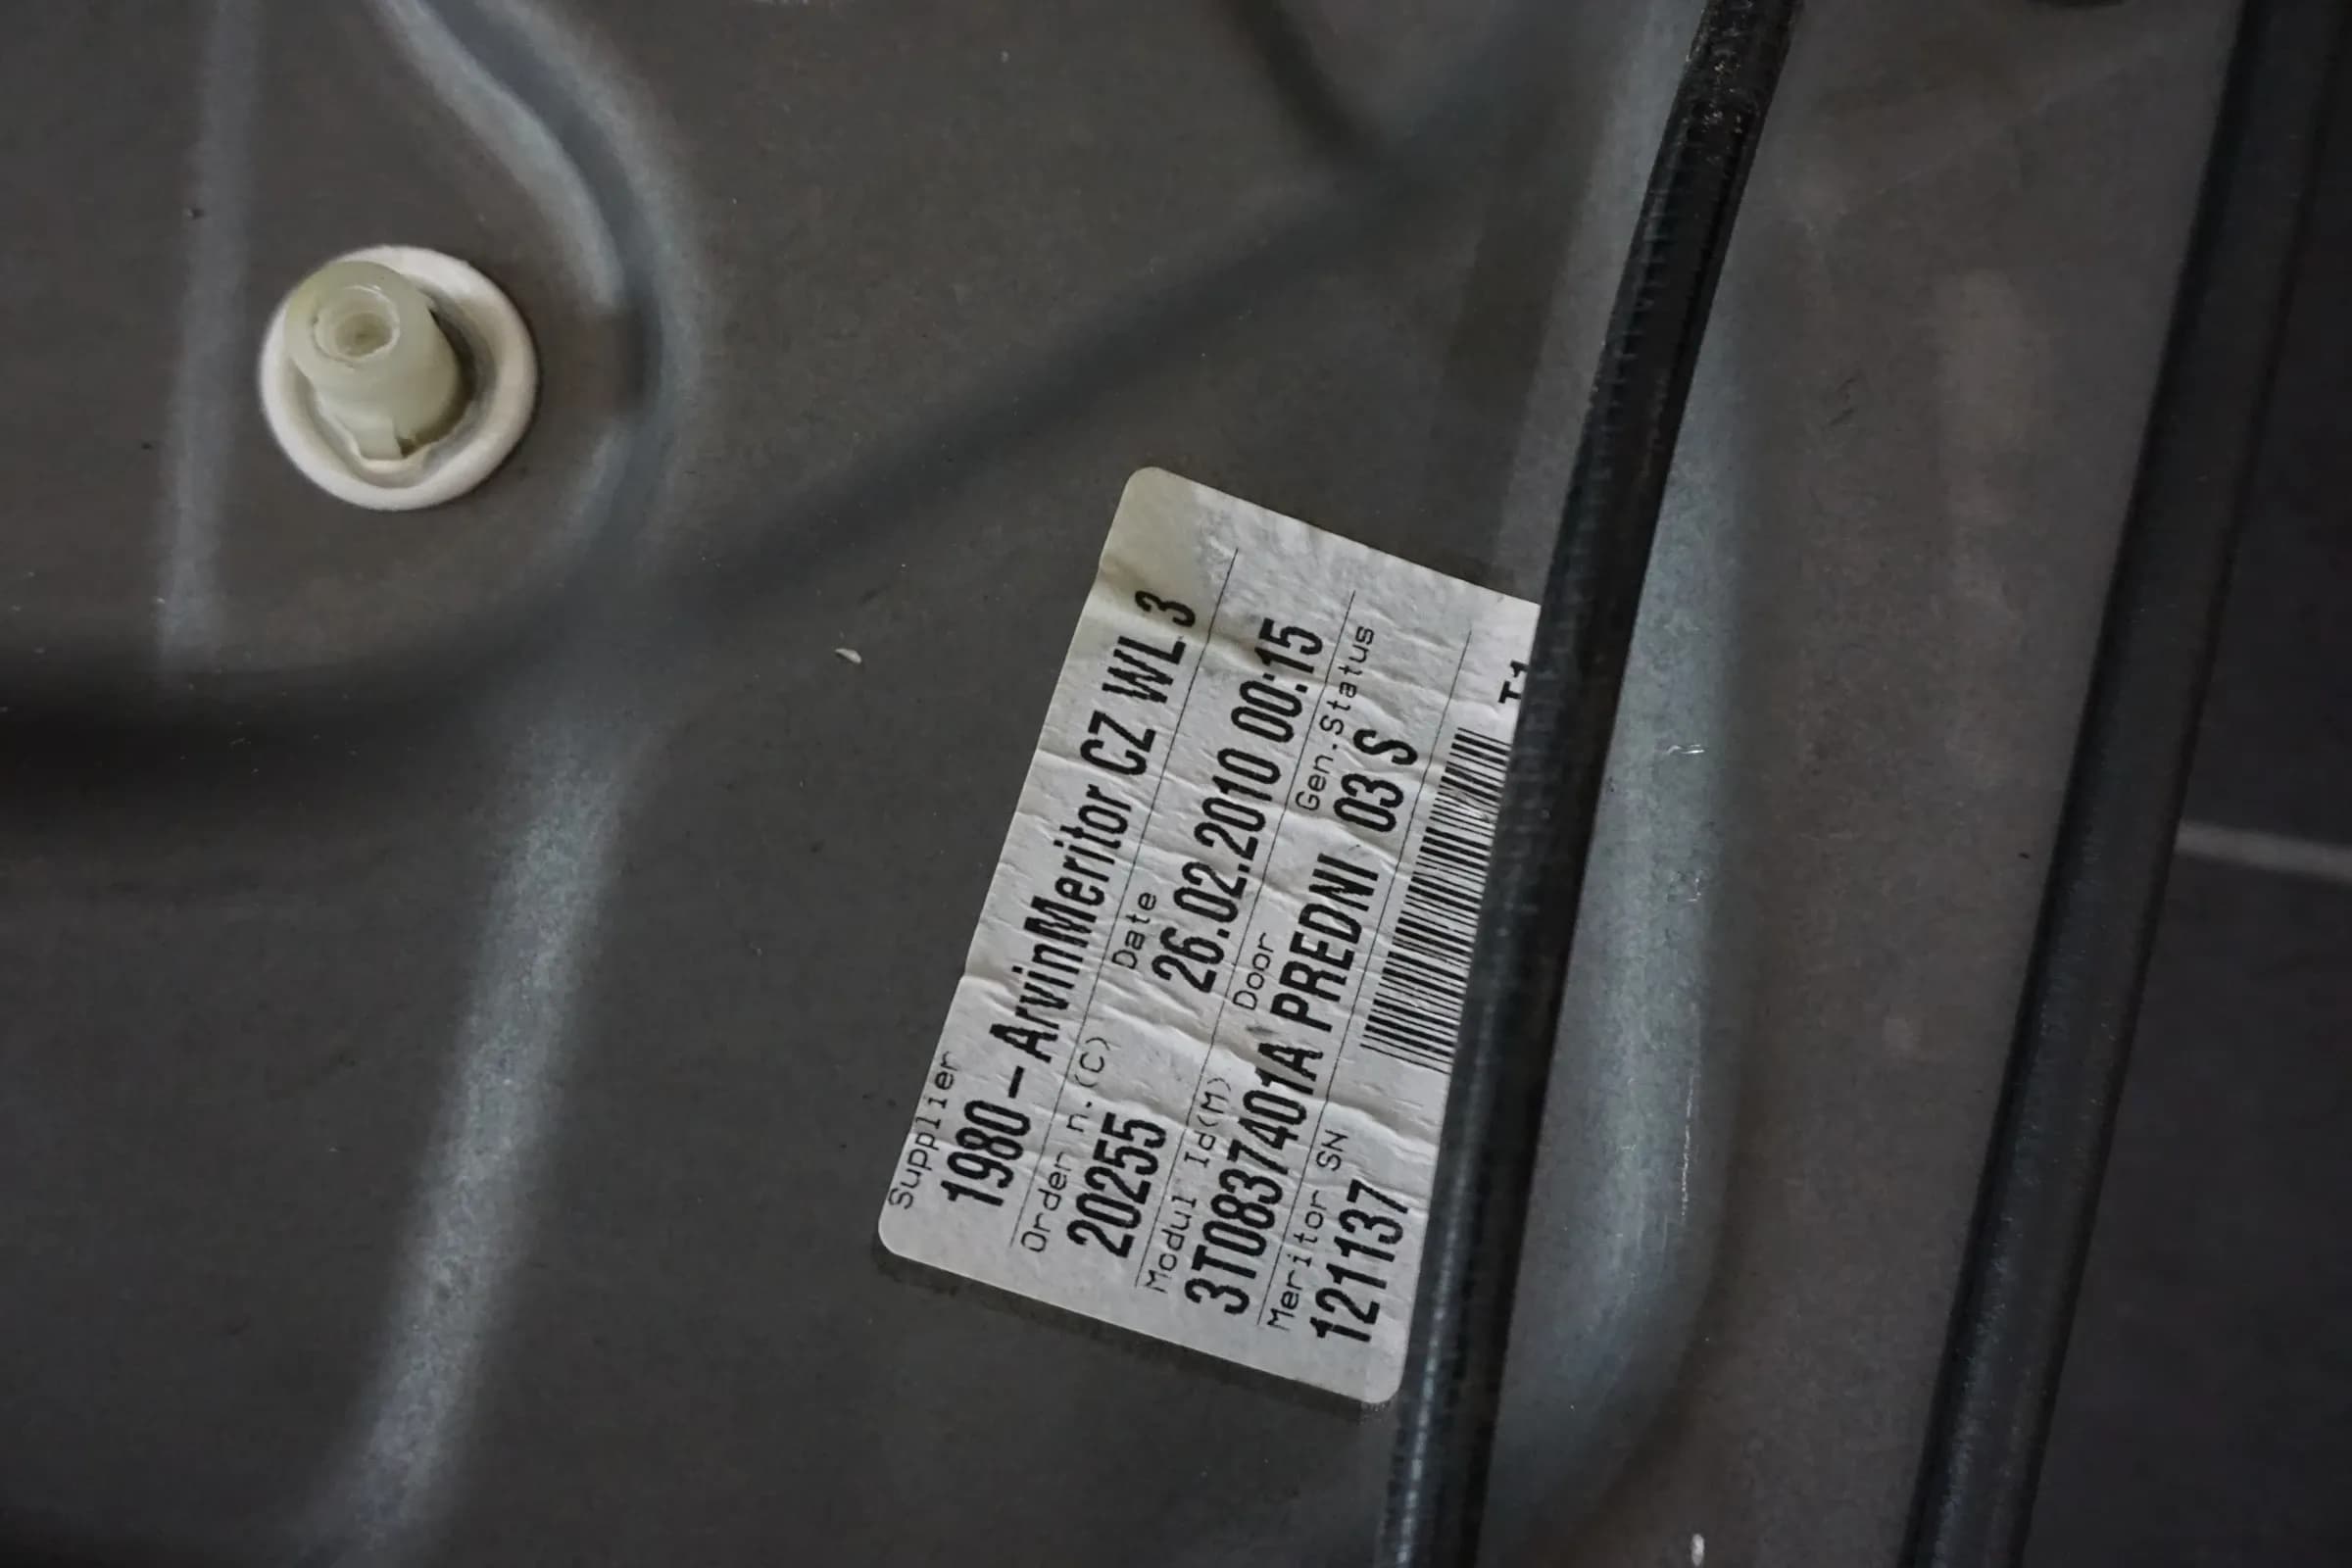 Supplier
1980-ArvinMeritor CZ WL 3
Order n.(C) Date
20255 26.02.2010 00:15
Modul Id(M) Door Gen.Status
3T0837401A PREDNI 03 S
Meritor SN
121137